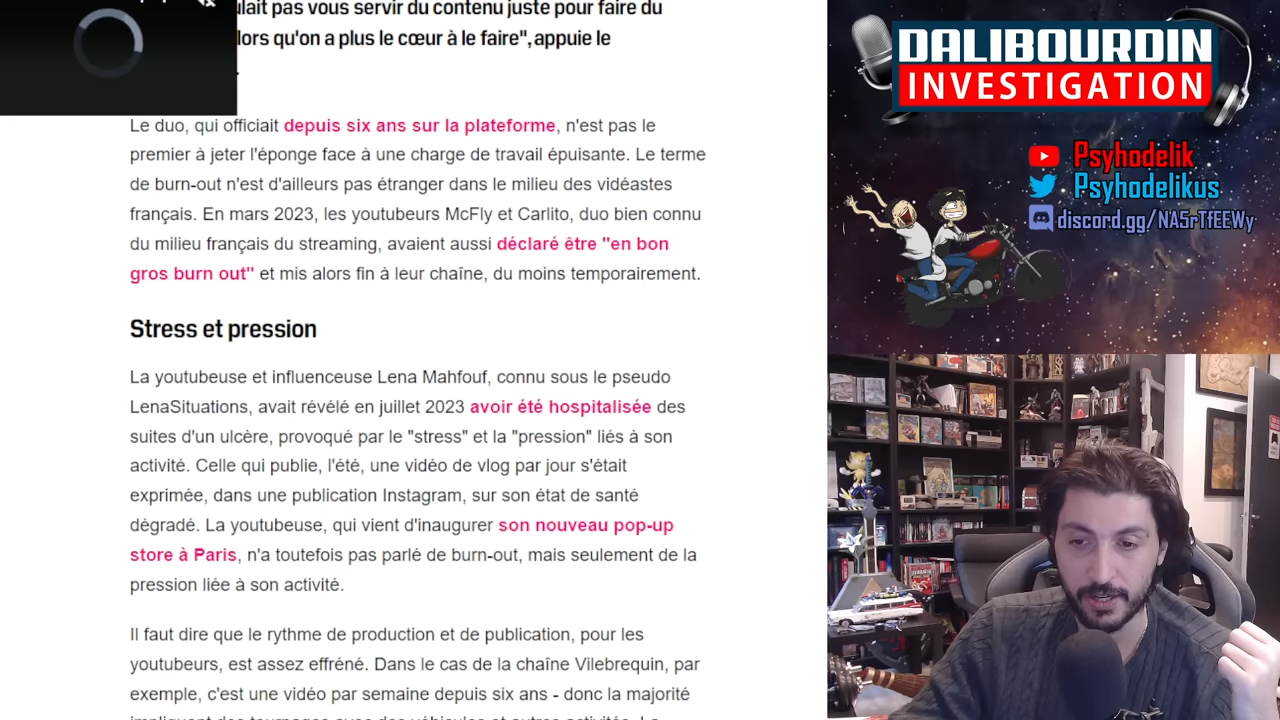 ulait pas vous servir du contenu juste pour faire du
lors qu'on a plus le cœur à le faire", appuie le
Le duo, qui officiait depuis six ans sur la plateforme, n'est pas le
premier à jeter l'éponge face à une charge de travail épuisante. Le terme
de burn-out n'est d'ailleurs pas étranger dans le milieu des vidéastes
français. En mars 2023, les youtubeurs McFly et Carlito, duo bien connu
du milieu français du streaming, avaient aussi déclaré être "en bon
gros burn out" et mis alors fin à leur chaîne, du moins temporairement.
Stress et pression
La youtubeuse et influenceuse Lena Mahfouf, connu sous le pseudo
LenaSituations, avait révélé en juillet 2023 avoir été hospitalisée des
suites d'un ulcère, provoqué par le "stress" et la "pression" liés à son
activité. Celle qui publie, l'été, une vidéo de vlog par jour s'était
exprimée, dans une publication Instagram, sur son état de santé
dégradé. La youtubeuse, qui vient d'inaugurer son nouveau pop-up
store à Paris, n'a toutefois pas parlé de burn-out, mais seulement de la
pression liée à son activité.
Il faut dire que le rythme de production et de publication, pour les
youtubeurs, est assez effréné. Dans le cas de la chaîne Vilebrequin, par
exemple, c'est une vidéo par semaine depuis six ans - donc la majorité
impliquent des tournages avec des véhicules et autres activités. Le
DALIBOURDIN
INVESTIGATION
Psyhodelik
Psyhodelikus
discord.gg/NA5rTfEEWy